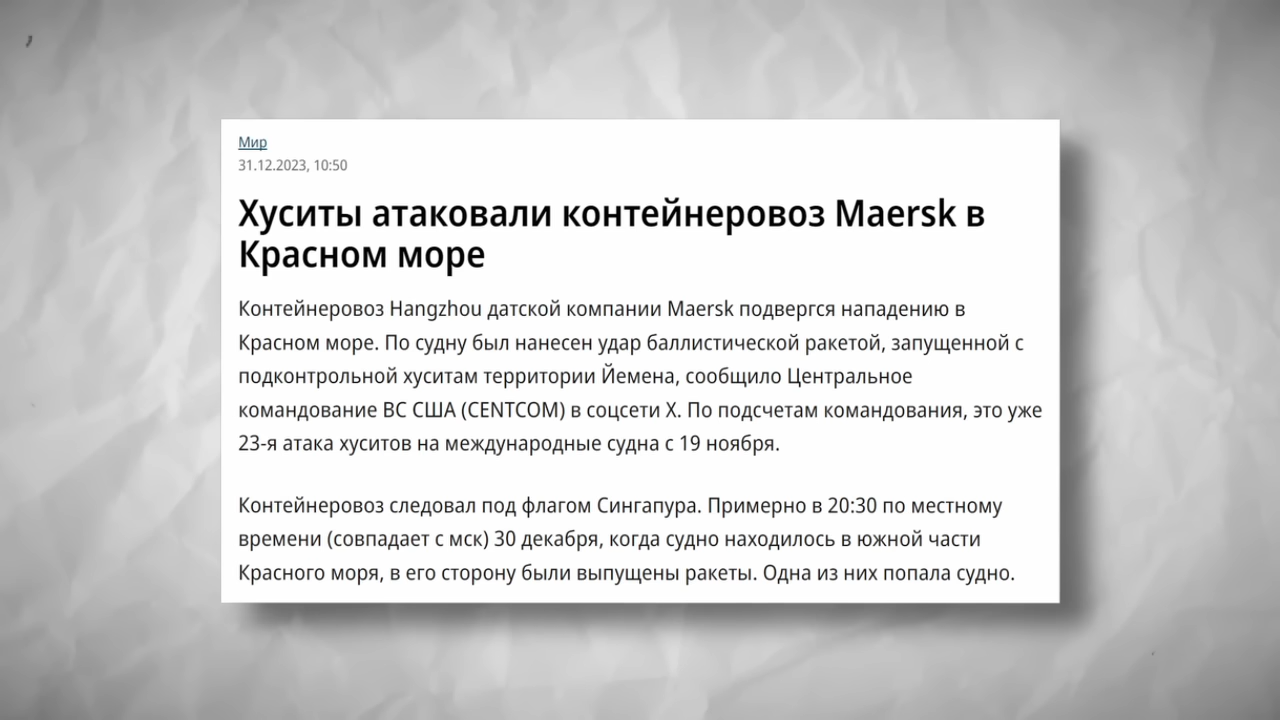 Мир
31.12.2023, 10:50
Хуситы атаковали контейнеровоз Maersk в
Красном море
Контейнеровоз Hangzhou датской компании Maersk подвергся нападению в
Красном море. По судну был нанесен удар баллистической ракетой, запущенной с
подконтрольной хуситам территории Йемена, сообщило Центральное
командование ВС США (CENTCOM) в соцсети X. По подсчетам командования, это уже
23-я атака хуситов на международные судна с 19 ноября.
Контейнеровоз следовал под флагом Сингапура. Примерно в 20:30 по местному
времени (совпадает с мск) 30 декабря, когда судно находилось в южной части
Красного моря, в его сторону были выпущены ракеты. Одна из них попала судно.